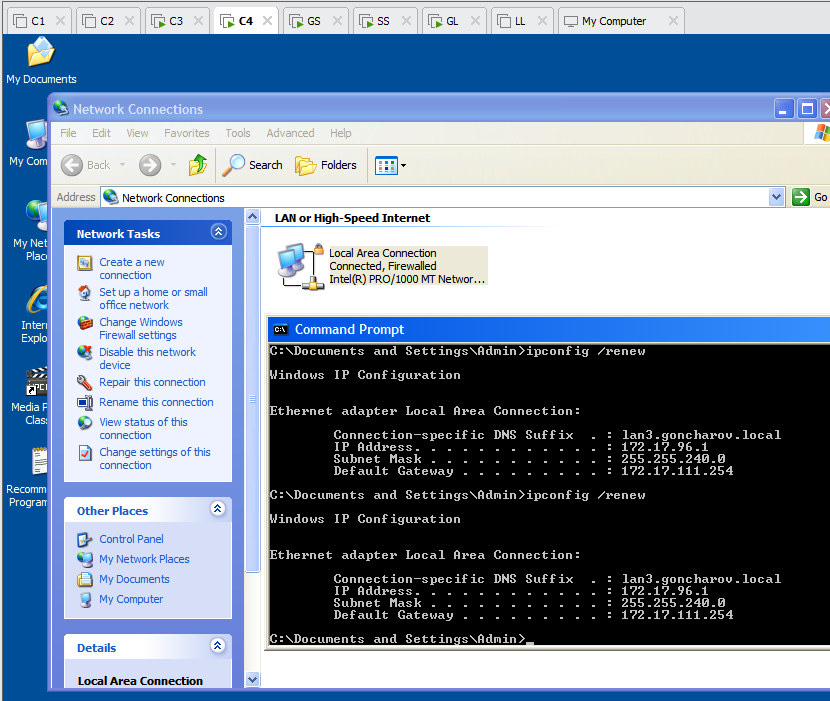 C1
C2
C3
C4
GS
SS
GL
LL
My Computer
My Documents
My Com
My Net
Place
Inter
Explo
Media P
Class
Recomm
Program
Network Connections
File Edit View Favorites Tools Advanced Help
Back Search Folders
Address Network Connections Go
Network Tasks
Create a new
connection
Set up a home or small
office network
Change Windows
Firewall settings
Disable this network
device
Repair this connection
Rename this connection
View status of this
connection
Change settings of this
connection
Other Places
Control Panel
My Network Places
My Documents
My Computer
Details
Local Area Connection
LAN or High-Speed Internet
Local Area Connection
Connected, Firewalled
Intel(R) PRO/1000 MT Networ...
C:\ Command Prompt
C:\Documents and Settings\Admin>ipconfig /renew
Windows IP Configuration
Ethernet adapter Local Area Connection:
Connection-specific DNS Suffix . : lan3.goncharov.local
IP Address. . . . . . . . . . . . : 172.17.96.1
Subnet Mask . . . . . . . . . . . : 255.255.240.0
Default Gateway . . . . . . . . . : 172.17.111.254
C:\Documents and Settings\Admin>ipconfig /renew
Windows IP Configuration
Ethernet adapter Local Area Connection:
Connection-specific DNS Suffix . : lan3.goncharov.local
IP Address. . . . . . . . . . . . : 172.17.96.1
Subnet Mask . . . . . . . . . . . : 255.255.240.0
Default Gateway . . . . . . . . . : 172.17.111.254
C:\Documents and Settings\Admin>_